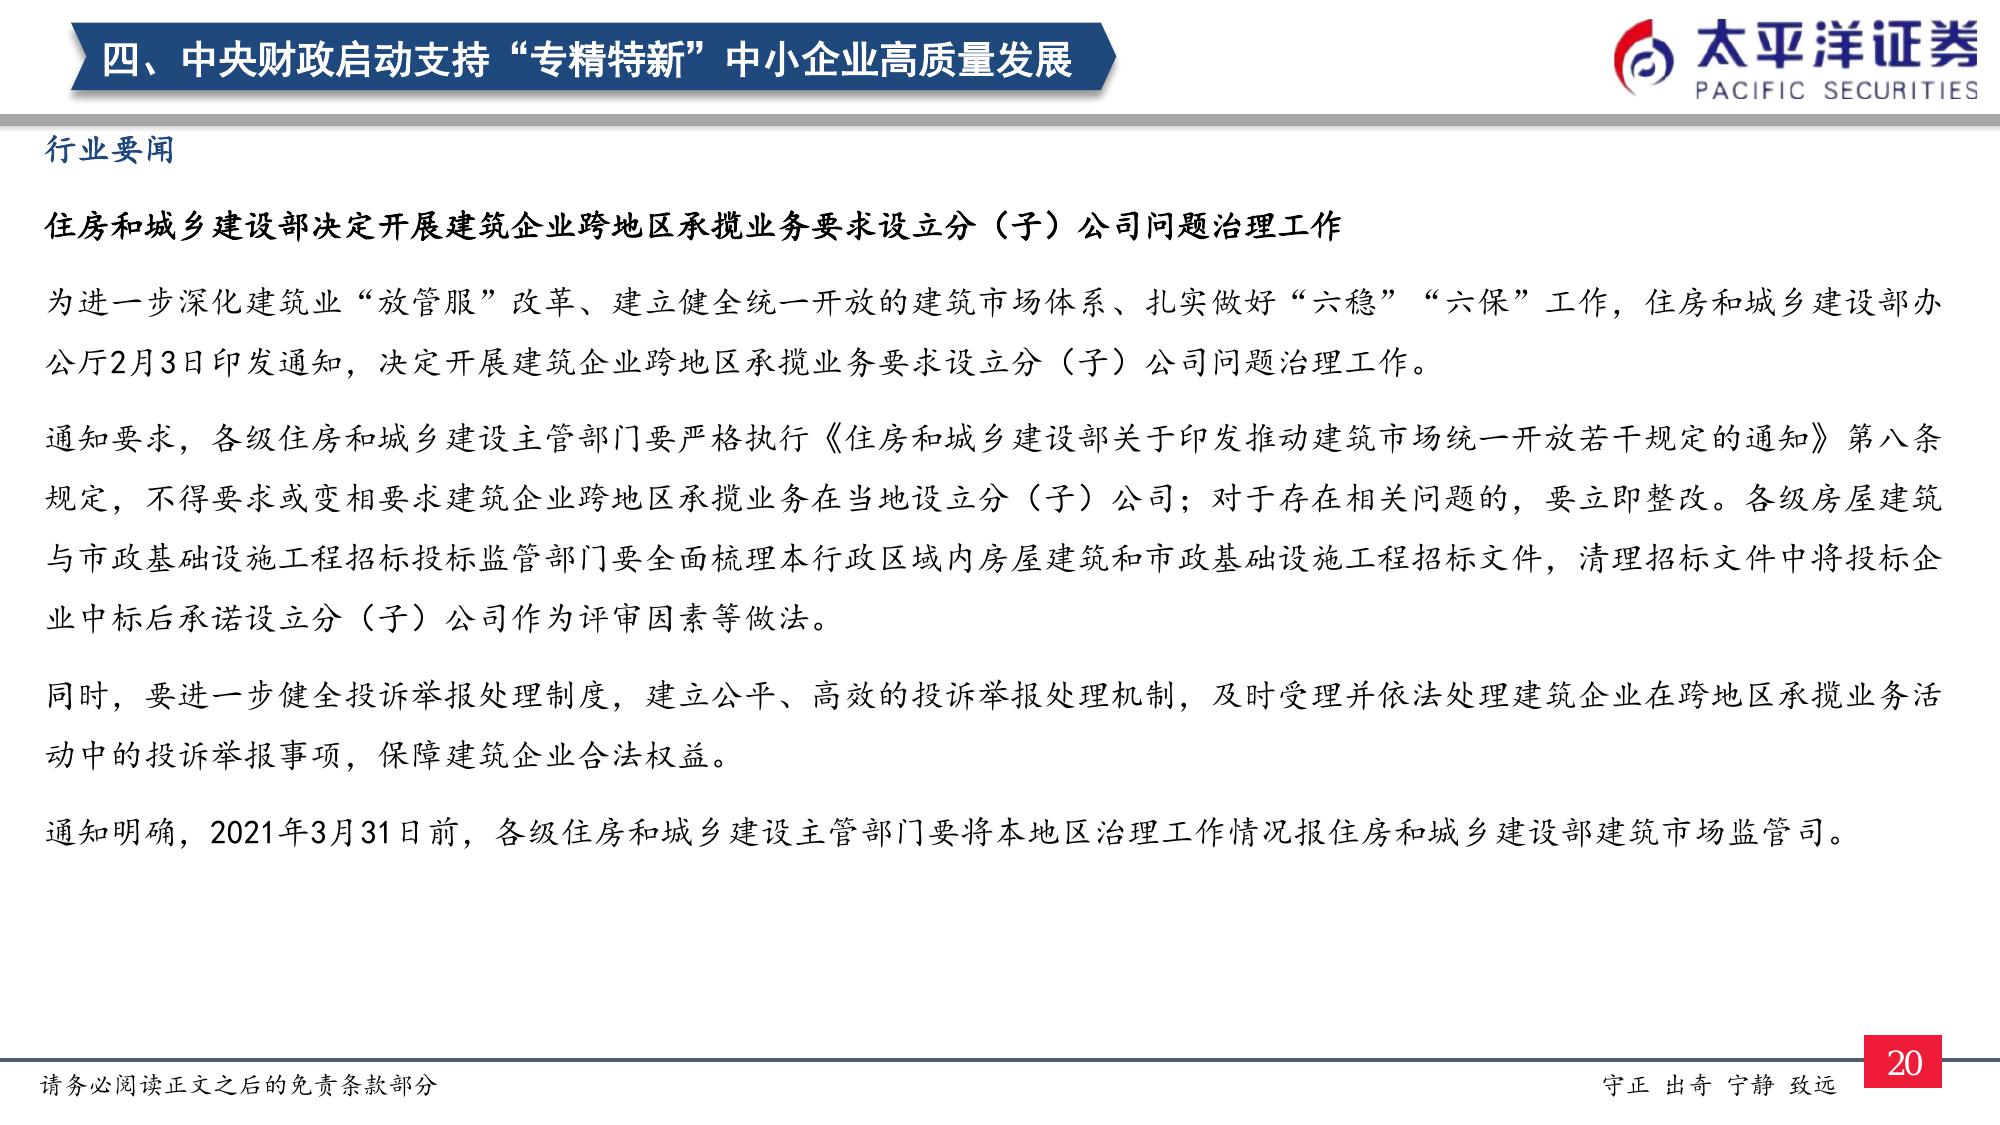 四、中央财政启动支持“专精特新”中小企业高质量发展
太平洋证券
PACIFIC SECURITIES
行业要闻
住房和城乡建设部决定开展建筑企业跨地区承揽业务要求设立分（子）公司问题治理工作
为进一步深化建筑业“放管服”改革、建立健全统一开放的建筑市场体系、扎实做好“六稳”“六保”工作，住房和城乡建设部办
公厅2月3日印发通知，决定开展建筑企业跨地区承揽业务要求设立分（子）公司问题治理工作。
通知要求，各级住房和城乡建设主管部门要严格执行《住房和城乡建设部关于印发推动建筑市场统一开放若干规定的通知》第八条
规定，不得要求或变相要求建筑企业跨地区承揽业务在当地设立分（子）公司；对于存在相关问题的，要立即整改。各级房屋建筑
与市政基础设施工程招标投标监管部门要全面梳理本行政区域内房屋建筑和市政基础设施工程招标文件，清理招标文件中将投标企
业中标后承诺设立分（子）公司作为评审因素等做法。
同时，要进一步健全投诉举报处理制度，建立公平、高效的投诉举报处理机制，及时受理并依法处理建筑企业在跨地区承揽业务活
动中的投诉举报事项，保障建筑企业合法权益。
通知明确，2021年3月31日前，各级住房和城乡建设主管部门要将本地区治理工作情况报住房和城乡建设部建筑市场监管司。
请务必阅读正文之后的免责条款部分
守正 出奇 宁静 致远
20